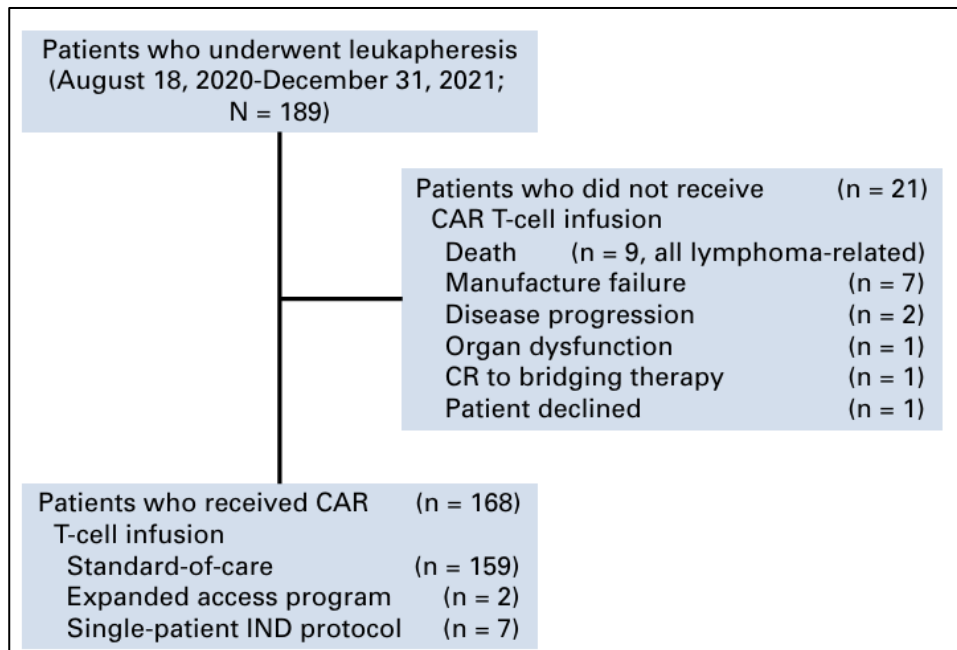 Patients who underwent leukapheresis
(August 18, 2020-December 31, 2021;
N = 189)
Patients who did not receive (n = 21)
CAR T-cell infusion
Death (n = 9, all lymphoma-related)
Manufacture failure (n = 7)
Disease progression (n = 2)
Organ dysfunction (n = 1)
CR to bridging therapy (n = 1)
Patient declined (n = 1)
Patients who received CAR (n = 168)
T-cell infusion
Standard-of-care (n = 159)
Expanded access program (n = 2)
Single-patient IND protocol (n = 7)